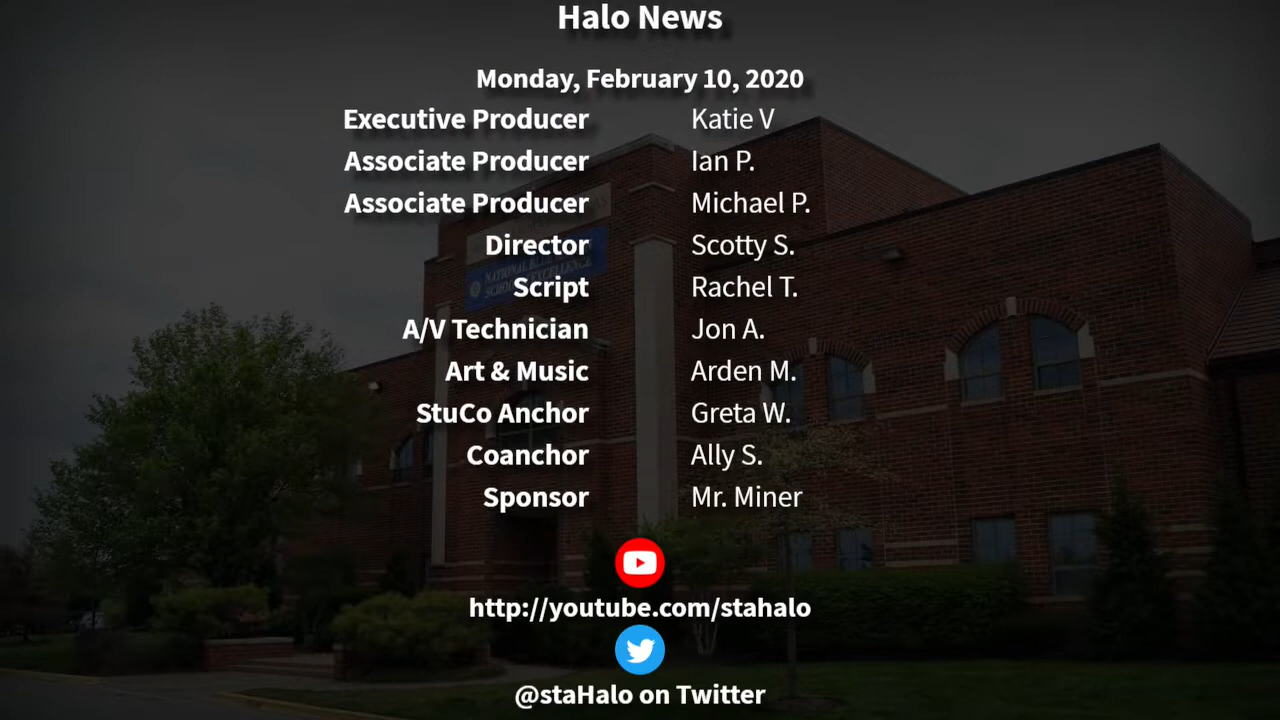 Halo News
Monday, February 10, 2020
Executive Producer Katie V
Associate Producer Ian P.
Associate Producer Michael P.
Director Scotty S.
NATIONAL
Script Rachel T.
A/V Technician Jon A.
Art & Music Arden M.
StuCo Anchor Greta W.
Coanchor Ally S.
Sponsor Mr. Miner
http://youtube.com/stahalo
@staHalo on Twitter